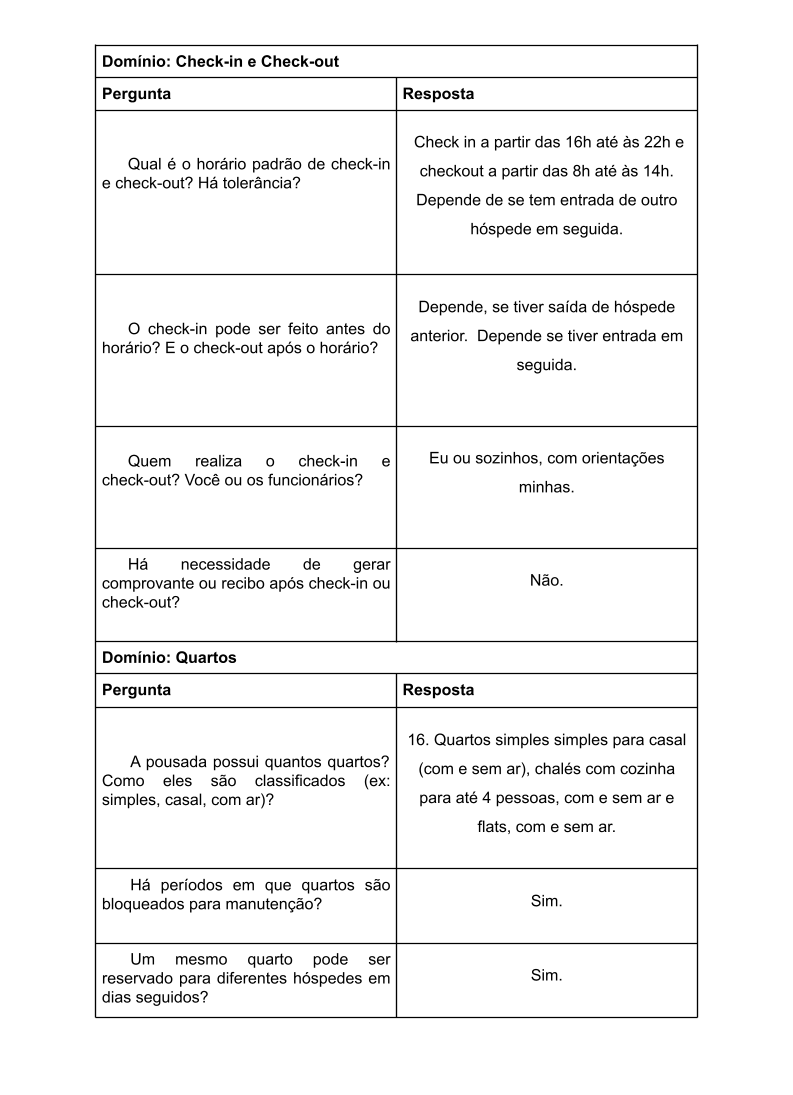 Domínio: Check-in e Check-out
Pergunta
Resposta
Qual é o horário padrão de check-in
e check-out? Há tolerância?
Check in a partir das 16h até às 22h e
checkout a partir das 8h até às 14h.
Depende de se tem entrada de outro
hóspede em seguida.
O check-in pode ser feito antes do
horário? E o check-out após o horário?
Depende, se tiver saída de hóspede
anterior.  Depende se tiver entrada em
seguida.
Quem realiza o check-in e
check-out? Você ou os funcionários?
Eu ou sozinhos, com orientações
minhas.
Há necessidade de gerar
comprovante ou recibo após check-in ou
check-out?
Não.
Domínio: Quartos
Pergunta
Resposta
A pousada possui quantos quartos?
Como eles são classificados (ex:
simples, casal, com ar)?
16. Quartos simples simples para casal
(com e sem ar), chalés com cozinha
para até 4 pessoas, com e sem ar e
flats, com e sem ar.
Há períodos em que quartos são
bloqueados para manutenção?
Sim.
Um mesmo quarto pode ser
reservado para diferentes hóspedes em
dias seguidos?
Sim.